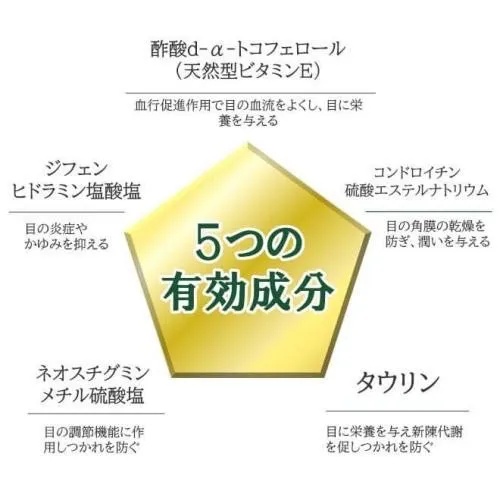 酢酸d-α-トコフェロール
（天然型ビタミンE）
血行促進作用で目の血流をよくし、目に栄
養を与える
ジフェン
ヒドラミン塩酸塩
目の炎症や
かゆみを抑える
コンドロイチン
硫酸エステルナトリウム
目の角膜の乾燥を
防ぎ、潤いを与える
5つの
有効成分
ネオスチグミン
メチル硫酸塩
目の調節機能に作
用しつかれを防ぐ
タウリン
目に栄養を与え新陳代謝
を促しつかれを防ぐ